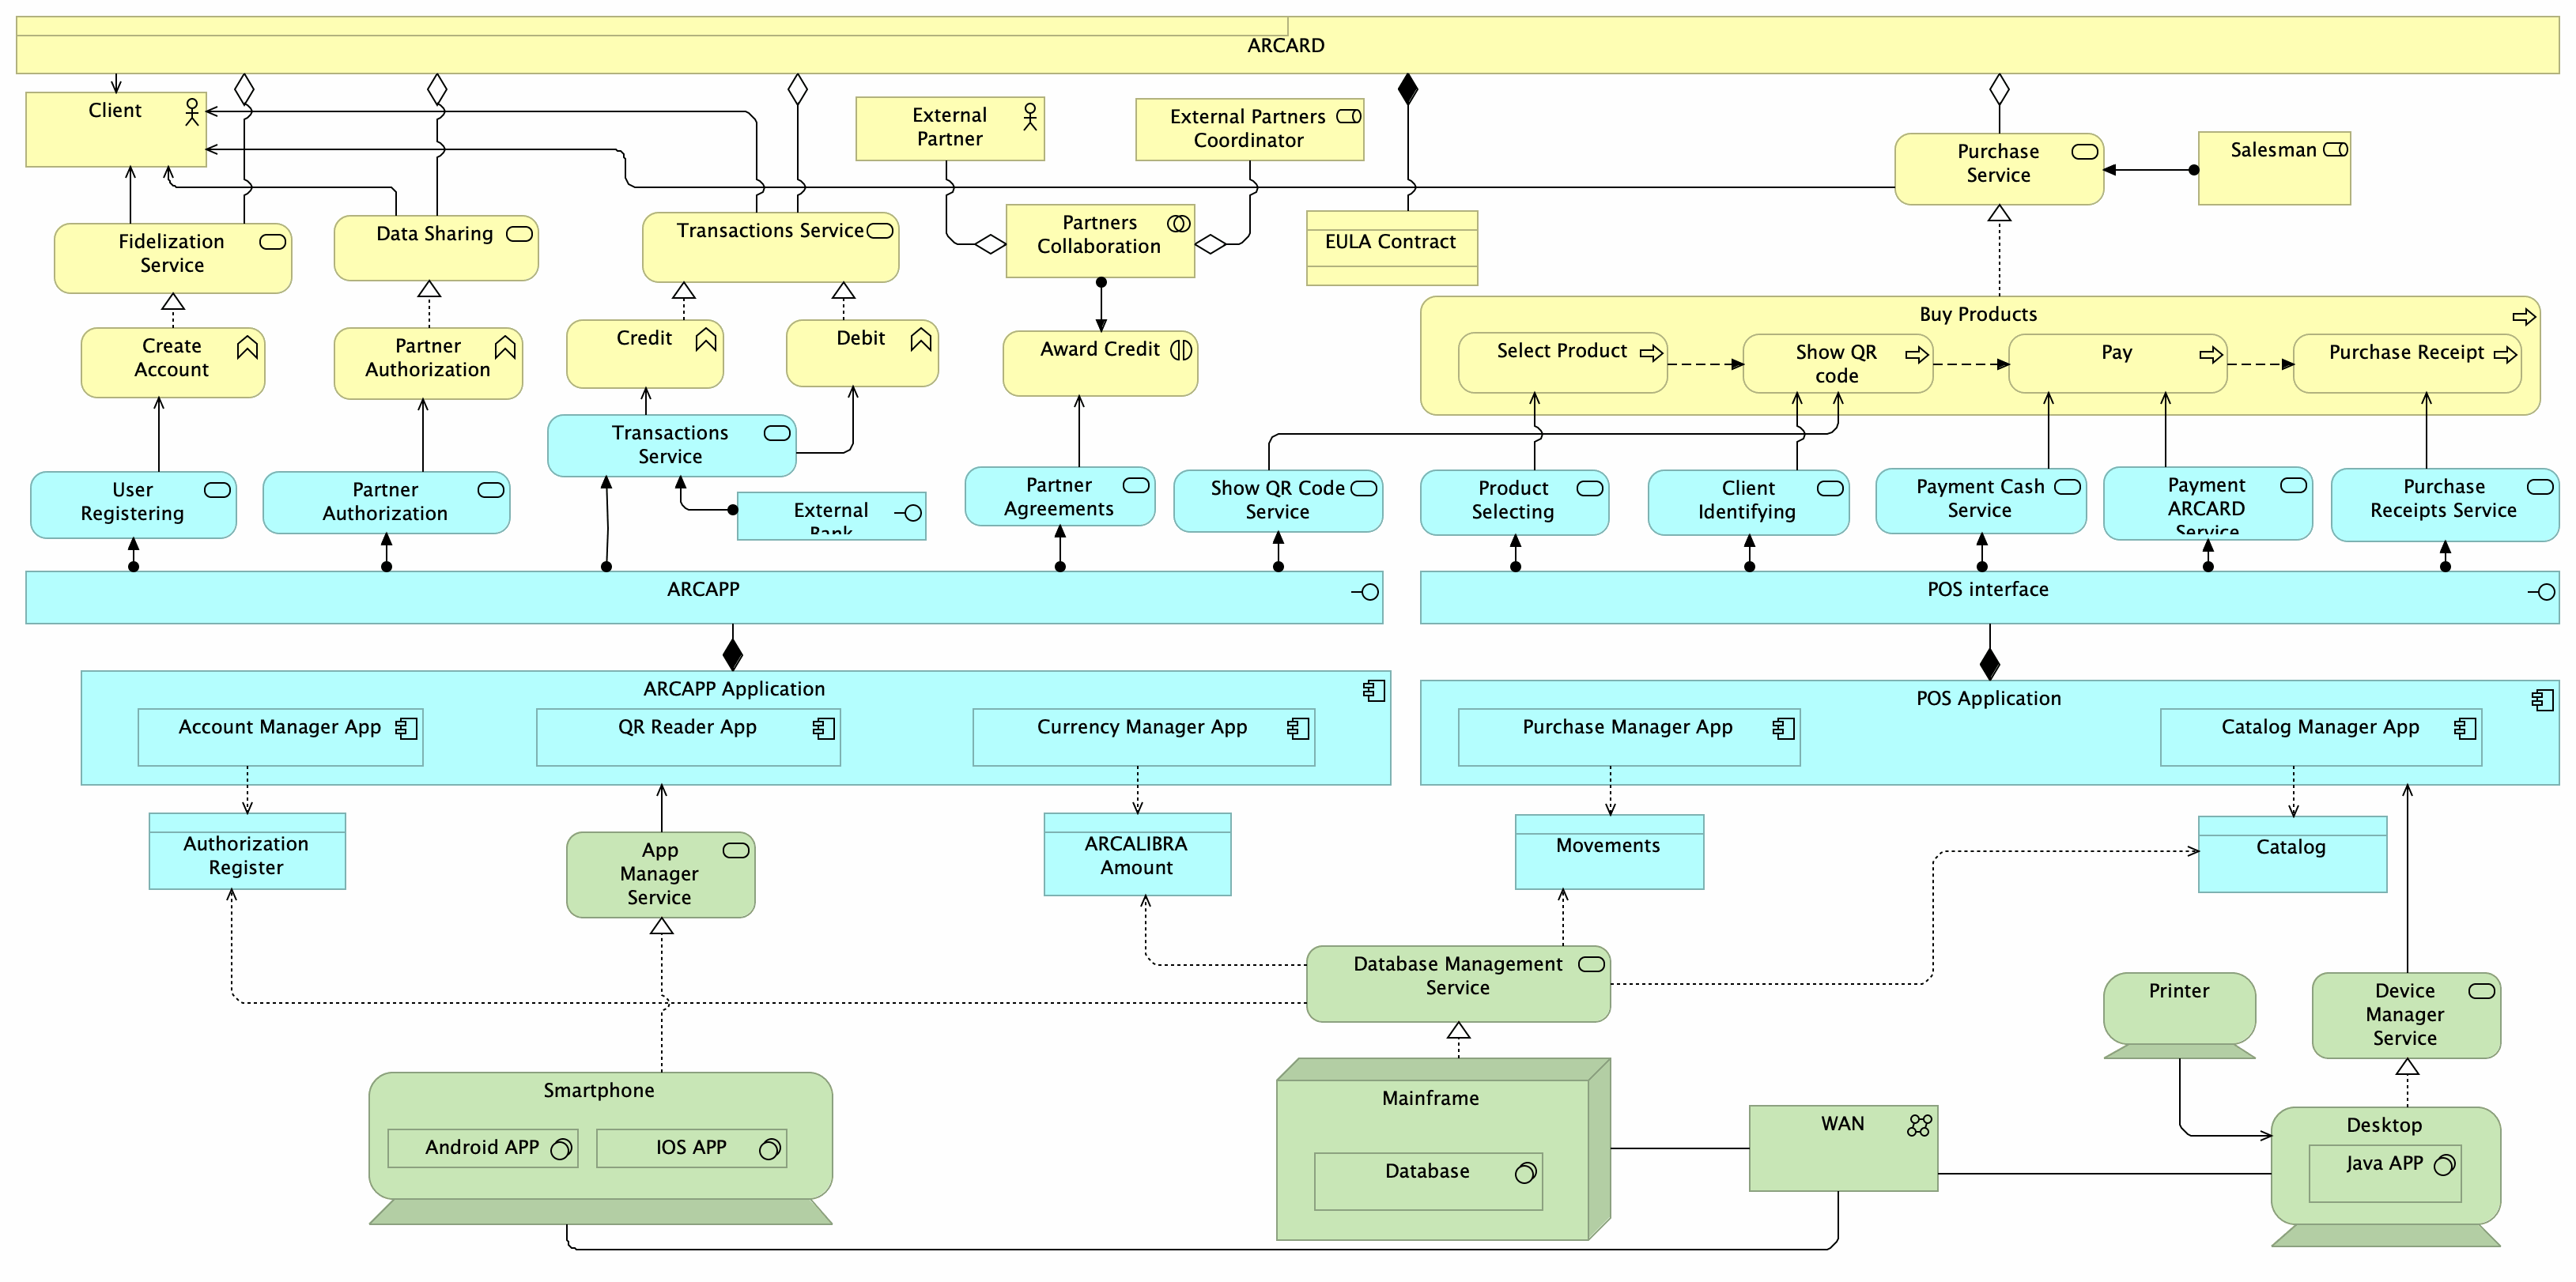 ARCARD
Client
External
Partner
External Partners
Coordinator
Purchase
Service
Salesman
Fidelization
Service
Data Sharing
Transactions Service
Partners
Collaboration
EULA Contract
Create
Account
Partner
Authorization
Credit
Debit
Award Credit
Buy Products
Select Product
Show QR
code
Pay
Purchase Receipt
User
Registering
Partner
Authorization
Transactions
Service
External
Bank
Partner
Agreements
Show QR Code
Service
Product
Selecting
Client
Identifying
Payment Cash
Service
Payment
ARCARD
Service
Purchase
Receipts Service
ARCAPP
POS interface
ARCAPP Application
Account Manager App
QR Reader App
Currency Manager App
POS Application
Purchase Manager App
Catalog Manager App
Authorization
Register
App
Manager
Service
ARCALIBRA
Amount
Movements
Catalog
Database Management
Service
Printer
Device
Manager
Service
Smartphone
Android APP
IOS APP
Mainframe
Database
WAN
Desktop
Java APP